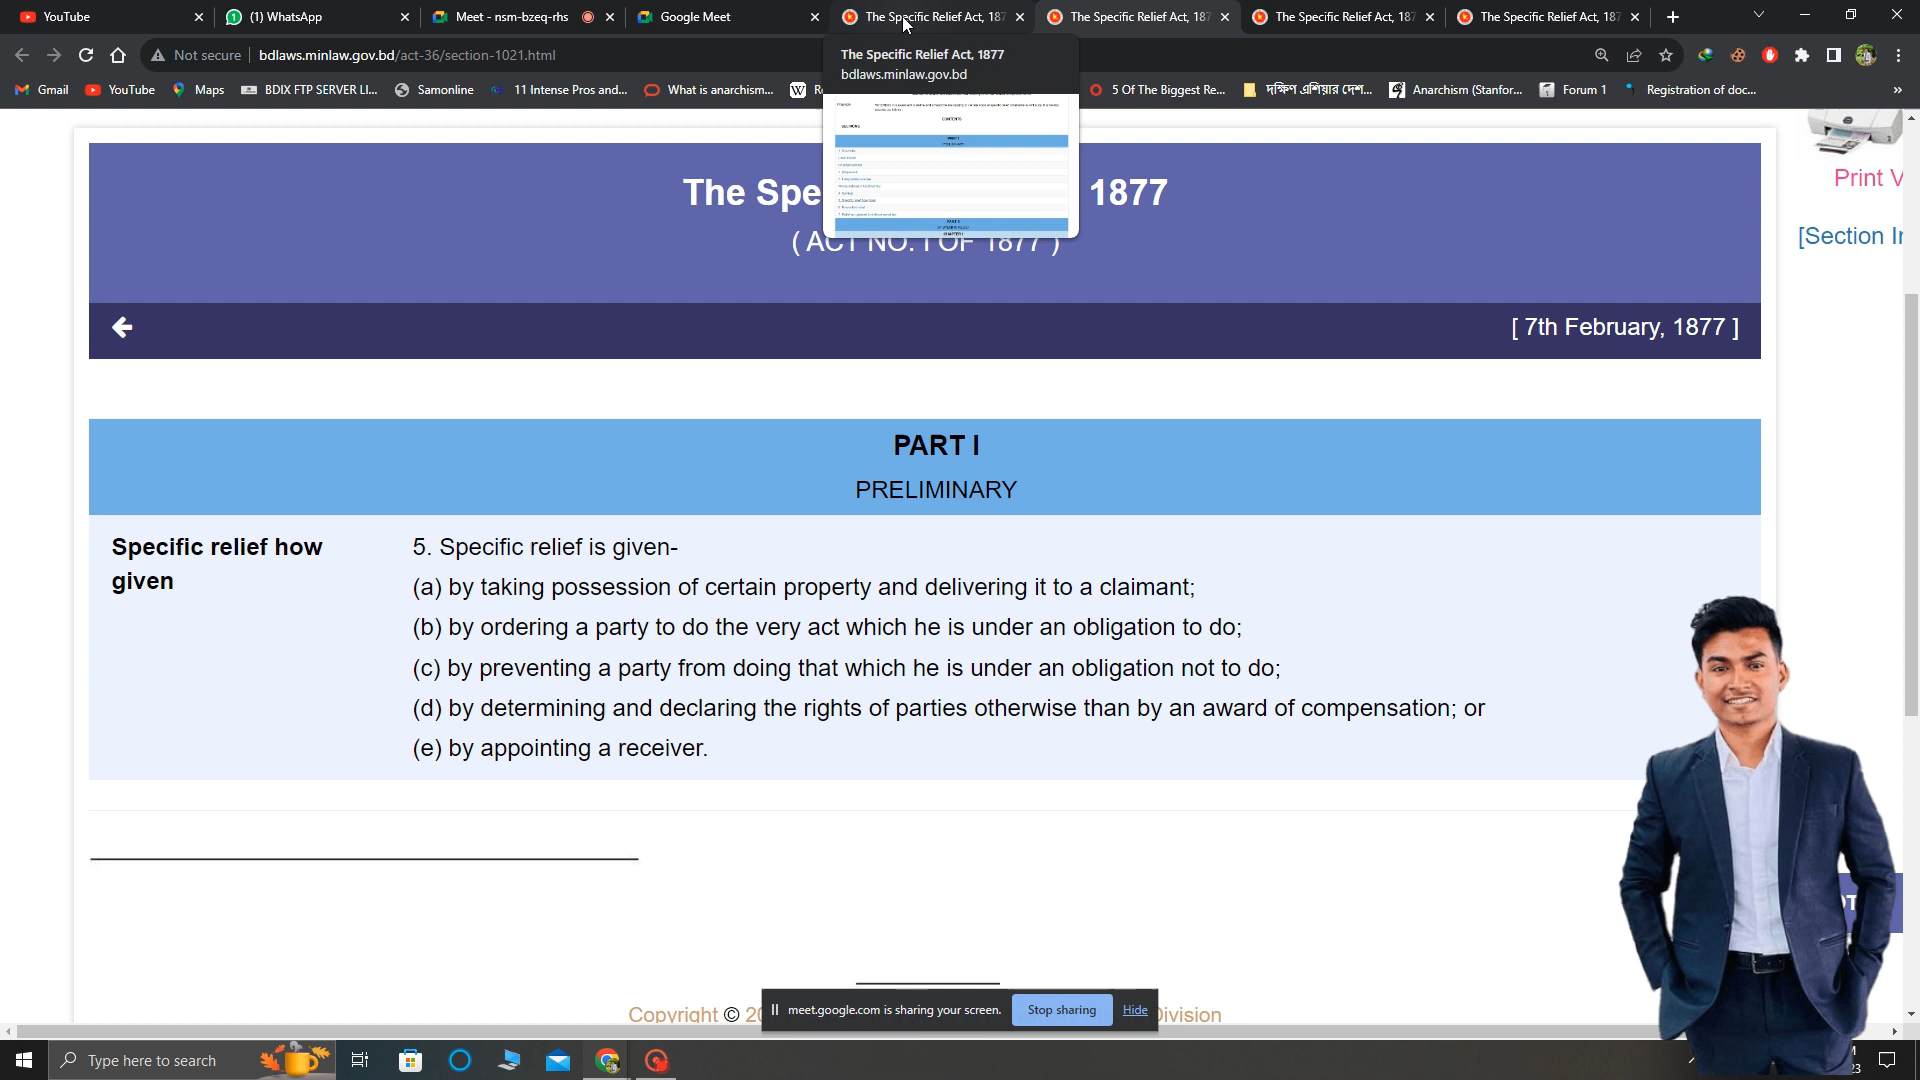 YouTube
(1) WhatsApp
Meet - nsm-bzeq-rhs
Google Meet
The Specific Relief Act, 187
The Specific Relief Act, 187
The Specific Relief Act, 187
The Specific Relief Act, 187
Not secure
bdlaws.minlaw.gov.bd/act-36/section-1021.html
Gmail
YouTube
Maps
BDIX FTP SERVER LI...
Samonline
11 Intense Pros and...
What is anarchism...
5 Of The Biggest Re...
দক্ষিণ এশিয়ার দেশ...
Anarchism (Stanfor...
Forum 1
Registration of doc...
The Specific Relief Act, 1877
bdlaws.minlaw.gov.bd
CONTENTS
SECTIONS
PART I
The Spe
1877
( ACT NO. I OF 1877 )
[ 7th February, 1877 ]
Print V
[Section In
PART I
PRELIMINARY
Specific relief how
given
5. Specific relief is given-
(a) by taking possession of certain property and delivering it to a claimant;
(b) by ordering a party to do the very act which he is under an obligation to do;
(c) by preventing a party from doing that which he is under an obligation not to do;
(d) by determining and declaring the rights of parties otherwise than by an award of compensation; or
(e) by appointing a receiver.
Copyright © 20
Division
meet.google.com is sharing your screen.
Stop sharing
Hide
Type here to search